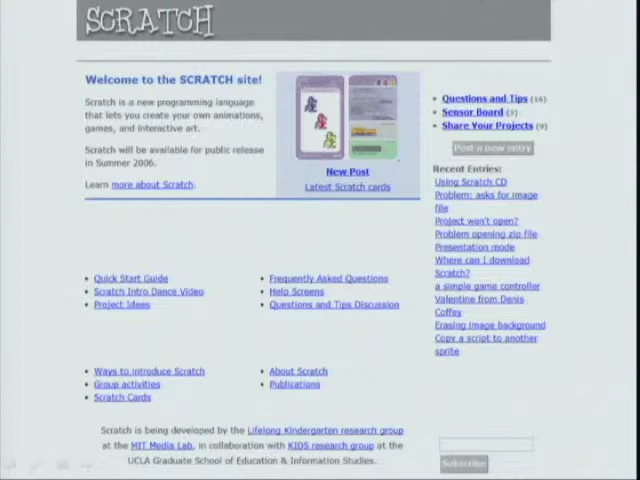 SCRATCH
Welcome to the SCRATCH site!
Scratch is a new programming language
that lets you create your own animations,
games, and interactive art.
Scratch will be available for public release
in Summer 2006.
Learn more about Scratch.
New Post
Latest Scratch cards
Questions and Tips (16)
Sensor Board
Share Your Projects
Post a new entry
Recent Entries:
Using Scratch CD
Problem: asks for image
file
Project won't open?
Problem opening zip file
Presentation mode
Where can I download
Scratch?
a simple game controller
Valentine from Denis
Coffey
Erasing image background
Copy a script to another
sprite
Quick Start Guide
Scratch Intro Dance Video
Project Ideas
Frequently Asked Questions
Help Screens
Questions and Tips Discussion
Ways to introduce Scratch
Group activities
Scratch Cards
About Scratch
Publications
Scratch is being developed by the Lifelong Kindergarten research group
at the MIT Media Lab, in collaboration with KIDS research group at the
UCLA Graduate School of Education & Information Studies.
Subscribe